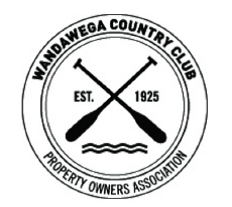 WANDAWEGA COUNTRY CLUB
EST. 1925
PROPERTY OWNERS ASSOCIATION